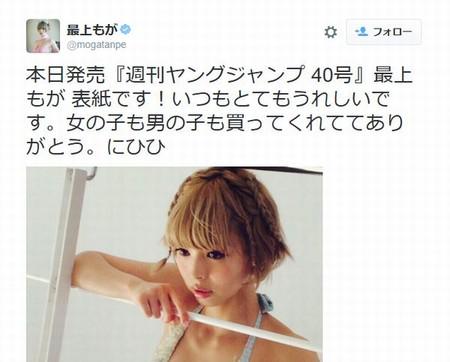 最上もが
@mogatanpe
フォロー
本日発売『週刊ヤングジャンプ 40号』最上
もが 表紙です！いつもとてもうれしいで
す。女の子も男の子も買ってくれててあり
がとう。にひひ